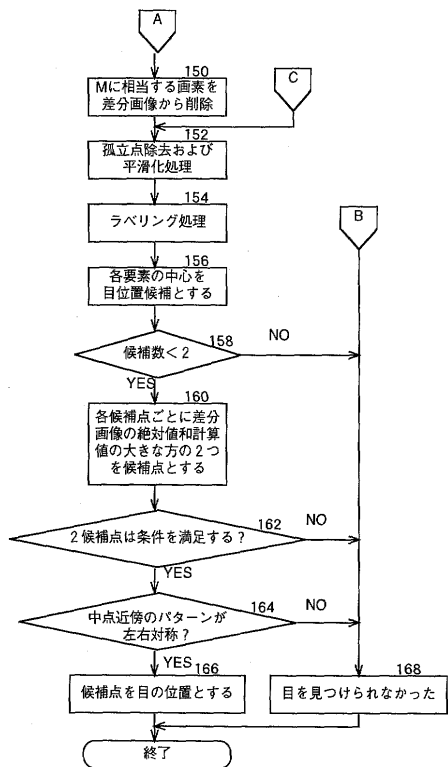 A
150
Mに相当する画素を
差分画像から削除
C
152
孤立点除去および
平滑化処理
154
ラベリング処理
B
156
各要素の中心を
目位置候補とする
158
候補数<2
NO
YES
160
各候補点ごとに差分
画像の絶対値和計算
値の大きな方の2つ
を候補点とする
162
2候補点は条件を満足する?
NO
YES
164
中点近傍のパターンが
左右対称?
NO
YES
166
候補点を目の位置とする
168
目を見つけられなかった
終了